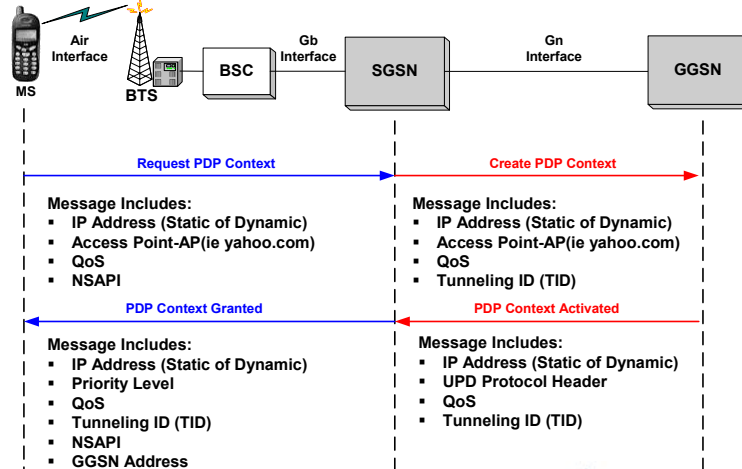 Air
Interface
Gb
Interface
Gn
Interface
MS
BTS
BSC
SGSN
GGSN
Request PDP Context
Create PDP Context
Message Includes:
▪ IP Address (Static of Dynamic)
▪ Access Point-AP(ie yahoo.com)
▪ QoS
▪ NSAPI
Message Includes:
▪ IP Address (Static of Dynamic)
▪ Access Point-AP(ie yahoo.com)
▪ QoS
▪ Tunneling ID (TID)
PDP Context Granted
PDP Context Activated
Message Includes:
▪ IP Address (Static of Dynamic)
▪ Priority Level
▪ QoS
▪ Tunneling ID (TID)
▪ NSAPI
▪ GGSN Address
Message Includes:
▪ IP Address (Static of Dynamic)
▪ UPD Protocol Header
▪ QoS
▪ Tunneling ID (TID)